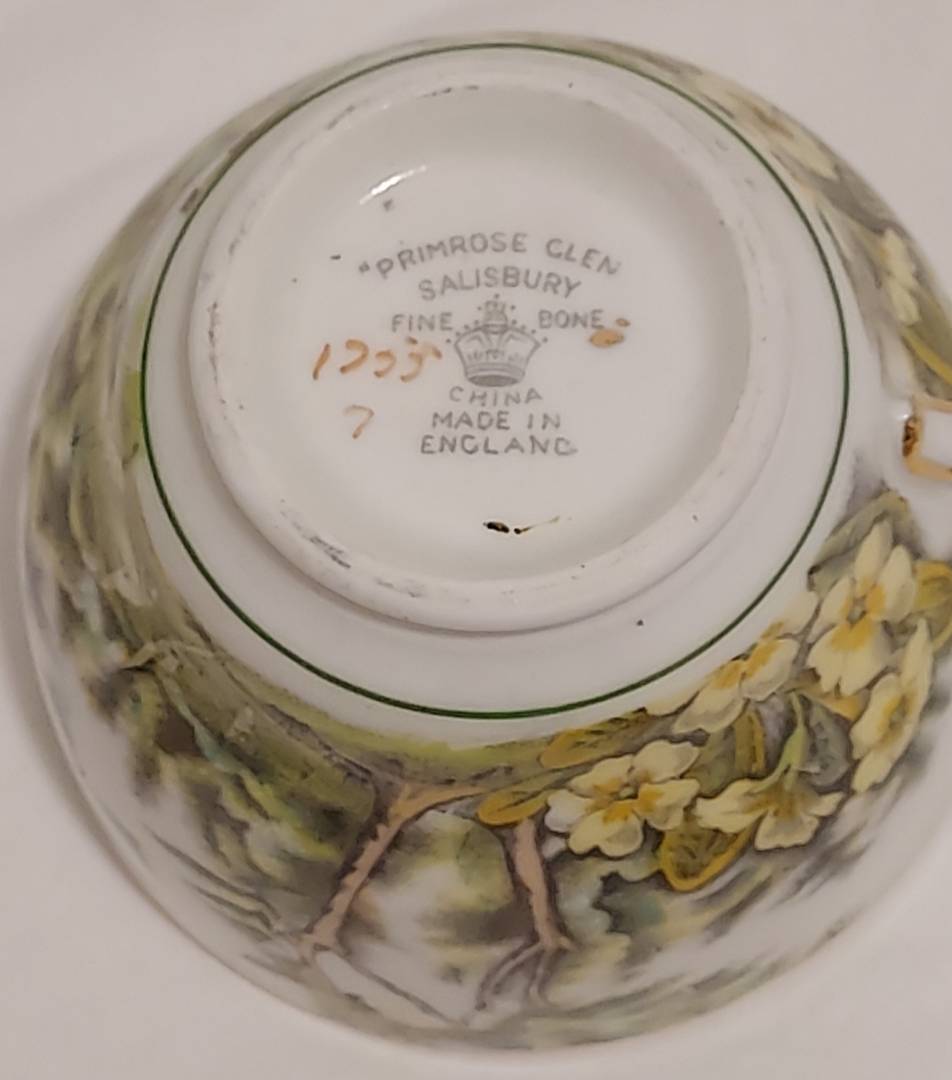 "PRIMROSE GLEN
SALISBURY
FINE BONE
CHINA
MADE IN
ENGLAND
7